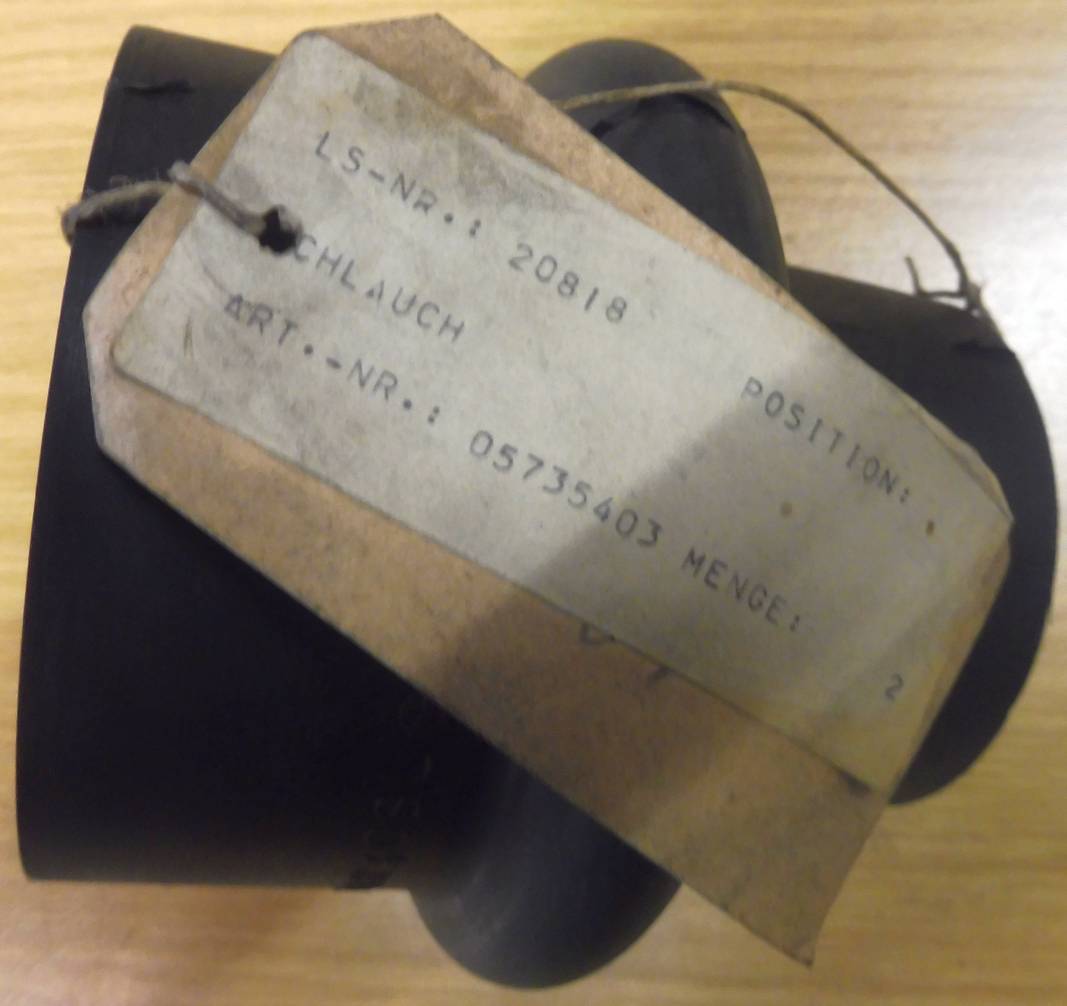 LS-NR.: 20818 POSITION:
CHLAUCH
ART.-NR.: 05735403 MENGE: 2